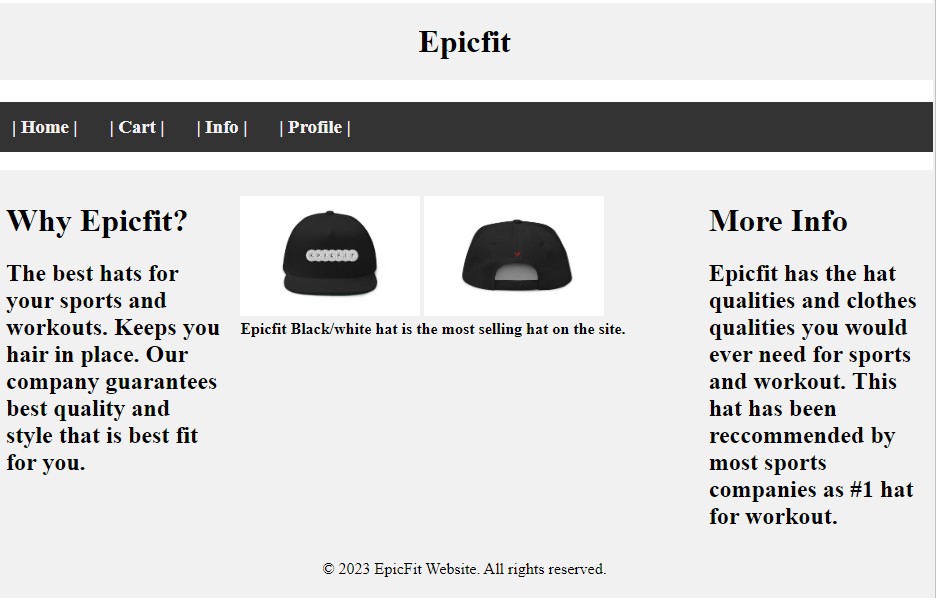 Epicfit
| Home | | Cart | | Info | | Profile |
Why Epicfit?
The best hats for
your sports and
workouts. Keeps you
hair in place. Our
company guarantees
best quality and
style that is best fit
for you.
EPICFIT
Epicfit Black/white hat is the most selling hat on the site.
More Info
Epicfit has the hat
qualities and clothes
qualities you would
ever need for sports
and workout. This
hat has been
reccommended by
most sports
companies as #1 hat
for workout.
© 2023 EpicFit Website. All rights reserved.